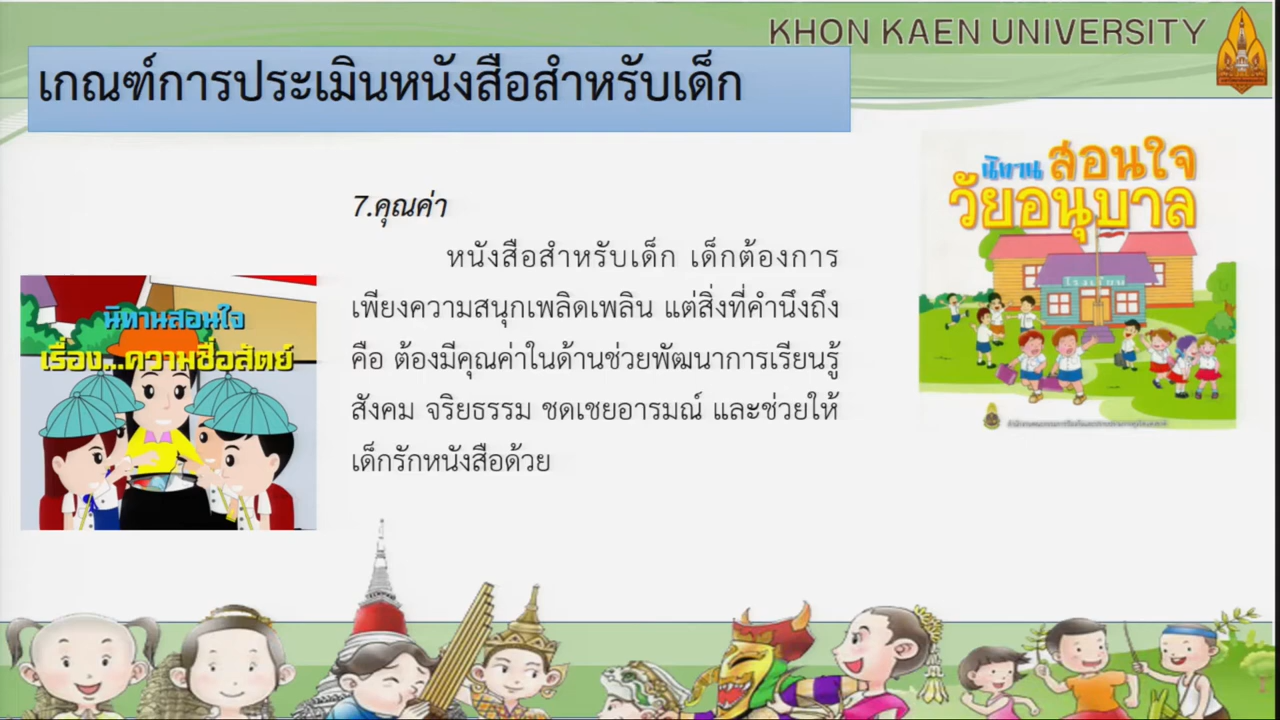 KHON KAEN UNIVERSITY
เกณฑ์การประเมินหนังสือสำหรับเด็ก
นิทาน สอนใจ
วัยอนุบาล
โรงเรียน
7.คุณค่า
หนังสือสำหรับเด็ก เด็กต้องการ
เพียงความสนุกเพลิดเพลิน แต่สิ่งที่คำนึงถึง
คือ ต้องมีคุณค่าในด้านช่วยพัฒนาการเรียนรู้
สังคม จริยธรรม ชดเชยอารมณ์ และช่วยให้
เด็กรักหนังสือด้วย
นิทานสอนใจ
เรื่อง...ความซื่อสัตย์